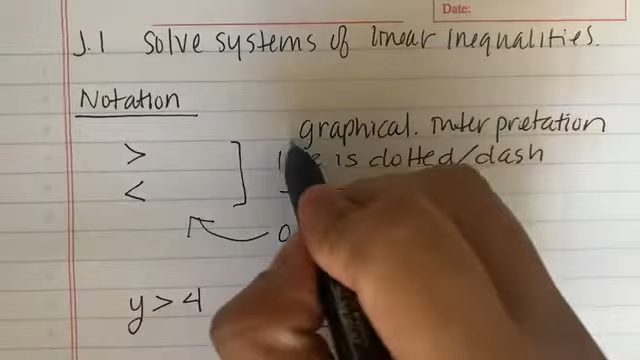 Date:
J.1 Solve systems of linear inequalities.
Notation
graphical. interpretation
> is dotted/dash
<
y > 4